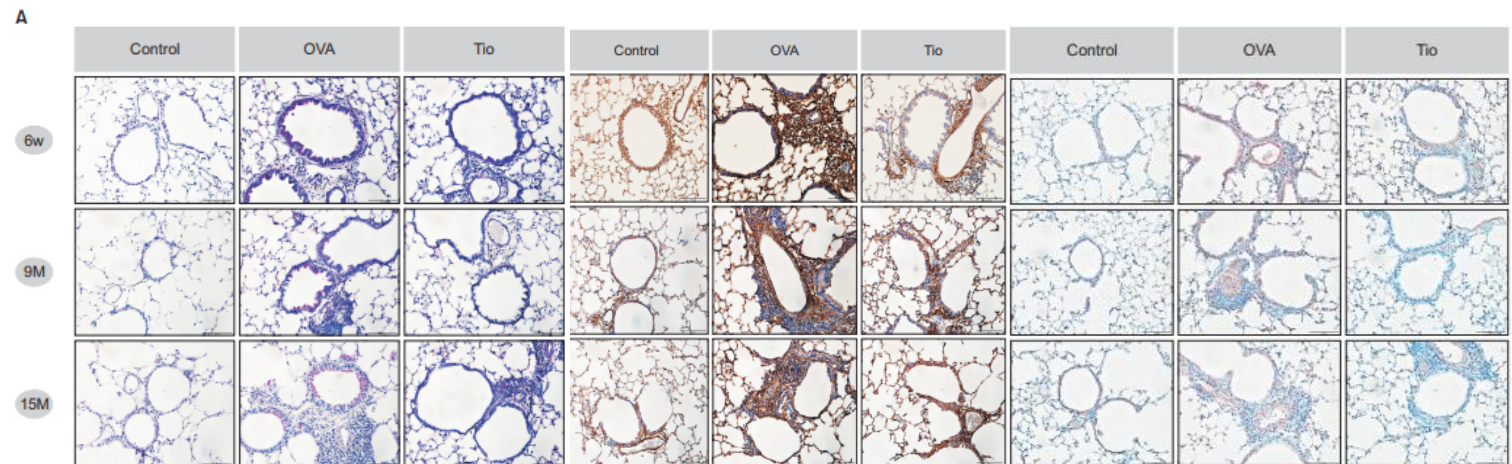 A
Control OVA Tio Control OVA Tio Control OVA Tio
6w
9M
15M